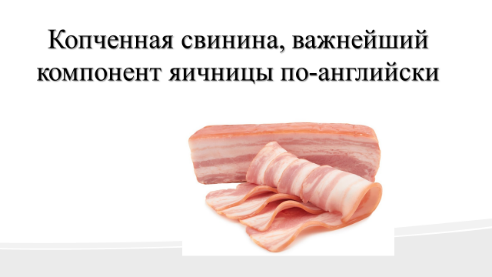 Копченная свинина, важнейший
компонент яичницы по-английски